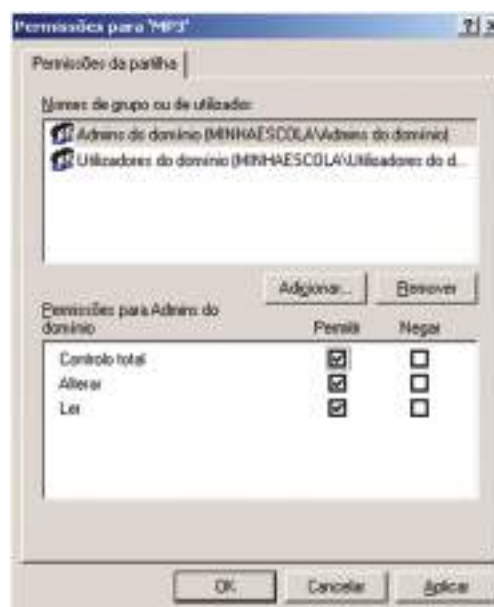 Permissões para 'MP3'
Permissões da partilha
Nomes de grupo ou de utilizador:
Admins do domínio (MINHAESCOLA\Admins do domínio)
Utilizadores do domínio (MINHAESCOLA\Utilizadores do d...
Adicionar... Remover
Permissões para Admins do
domínio Permitir Negar
Controlo total
Alterar
Ler
OK Cancelar Aplicar